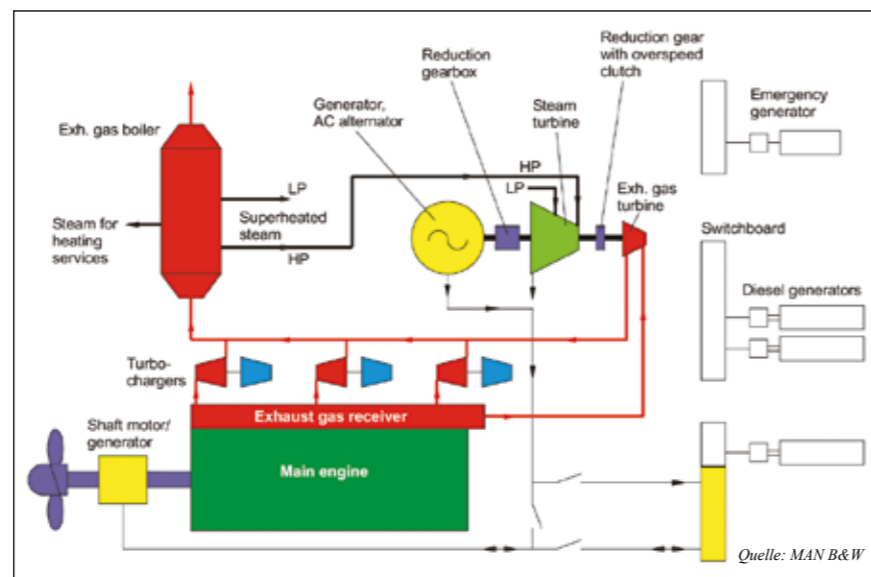 Reduction
gearbox
Reduction gear
with overspeed
clutch
Generator,
AC alternator
Steam
turbine
Emergency
generator
Exh. gas boiler
HP
LP
LP
Exh. gas
turbine
Steam for
heating services
Superheated
steam
HP
Switchboard
Diesel generators
Turbo-
chargers
Exhaust gas receiver
Shaft motor/
generator
Main engine
Quelle: MAN B&W